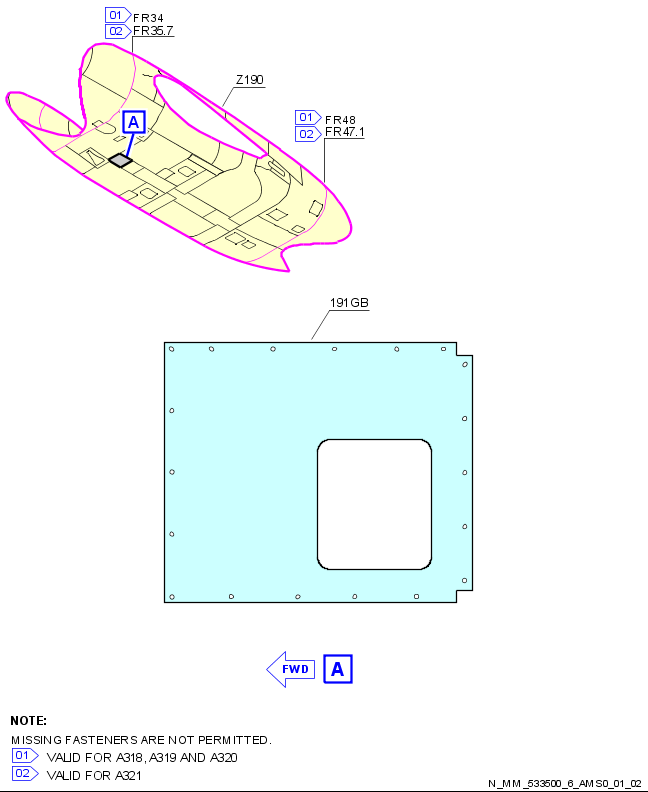 01 FR34
02 FR35.7
Z190
A
01 FR48
02 FR47.1
191GB
FWD A
NOTE:
MISSING FASTENERS ARE NOT PERMITTED.
01 VALID FOR A318, A319 AND A320
02 VALID FOR A321
N_MM_533500_6_AMS0_01_02